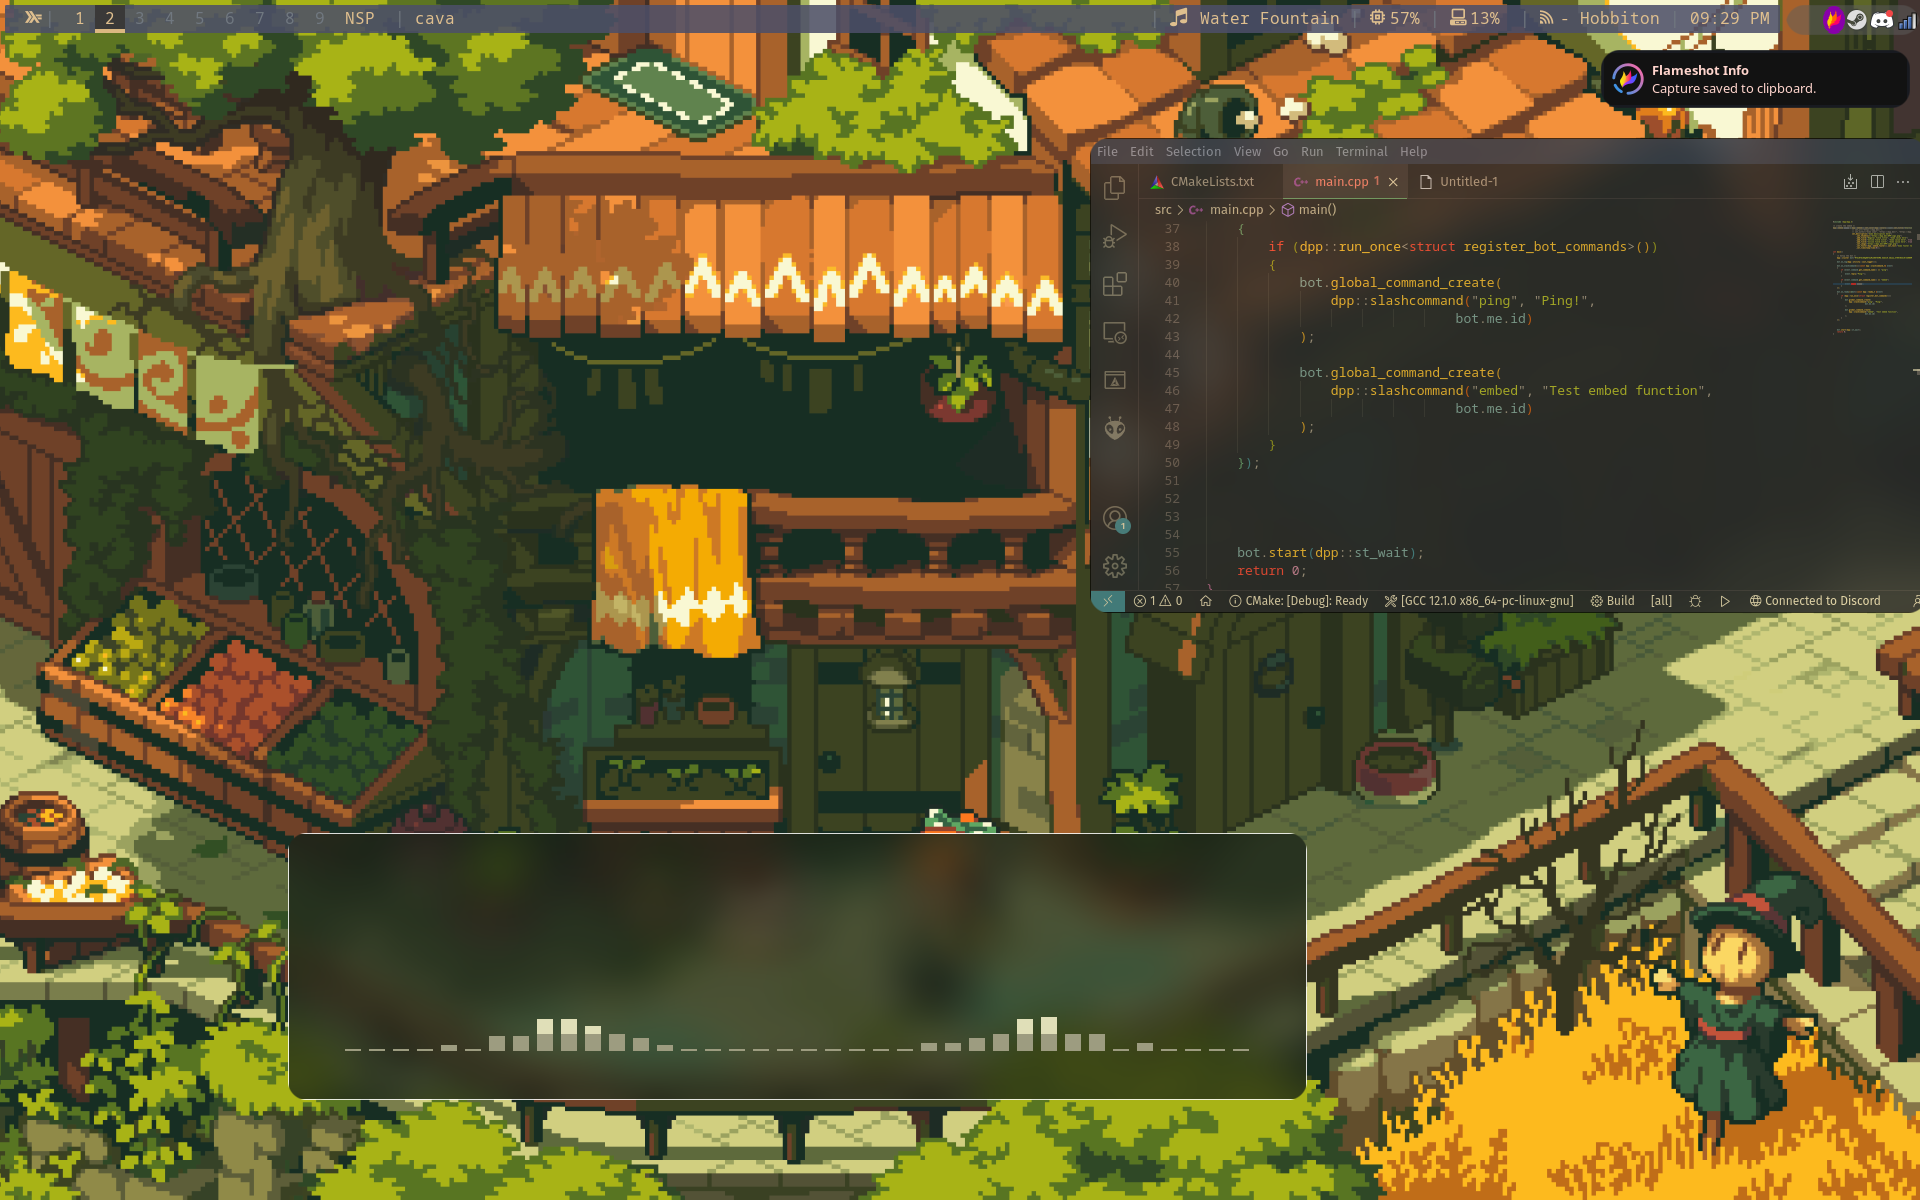 1 2 3 4 5 6 7 8 9 NSP | cava
Water Fountain
57%
13%
- Hobbiton
09:29 PM
Flameshot Info
Capture saved to clipboard.
File Edit Selection View Go Run Terminal Help
CMakeLists.txt
main.cpp 1
Untitled-1
src > main.cpp > main()
37 {
38 if (dpp::run_once<struct register_bot_commands>())
39 {
40 bot.global_command_create(
41 dpp::slashcommand("ping", "Ping!",
42 bot.me.id)
43 );
44
45 bot.global_command_create(
46 dpp::slashcommand("embed", "Test embed function",
47 bot.me.id)
48 );
49 }
50 });
51
52
53
54
55 bot.start(dpp::st_wait);
56 return 0;
57 }
1
1 0 CMake: [Debug]: Ready [GCC 12.1.0 x86_64-pc-linux-gnu] Build [all] Connected to Discord